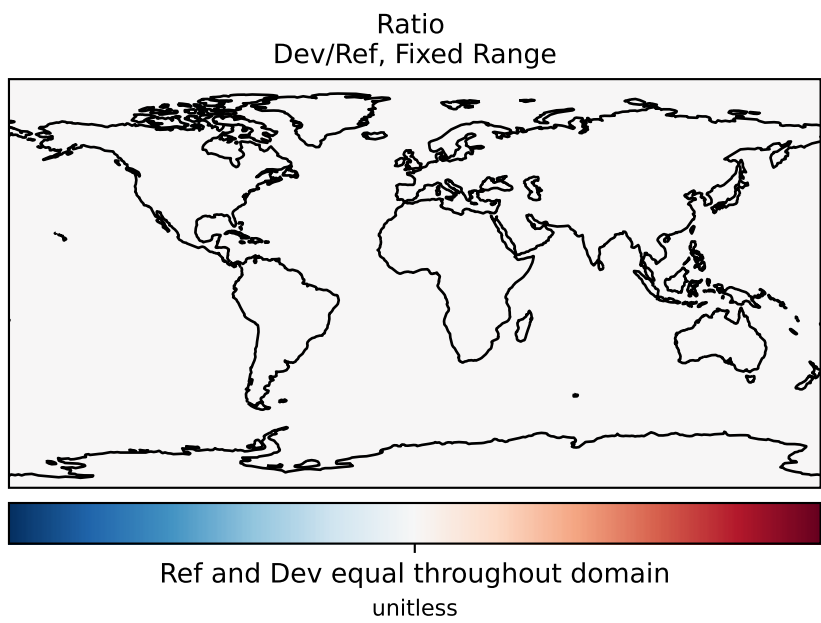 Ratio
Dev/Ref, Fixed Range
Ref and Dev equal throughout domain
unitless